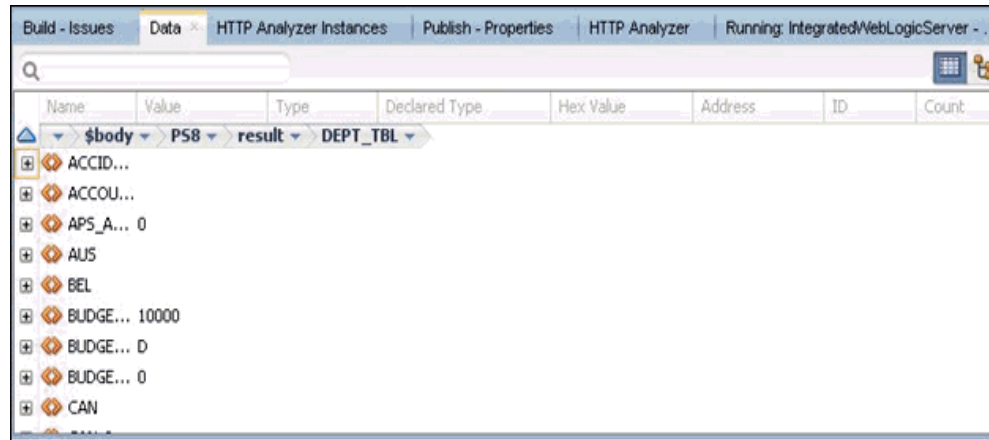 Build - Issues Data × HTTP Analyzer Instances Publish - Properties HTTP Analyzer Running: IntegratedWebLogicServer - ..
Name Value Type Declared Type Hex Value Address ID Count
$body PS8 result DEPT_TBL
ACCID...
ACCOU...
APS_A... 0
AUS
BEL
BUDGE... 10000
BUDGE... D
BUDGE... 0
CAN